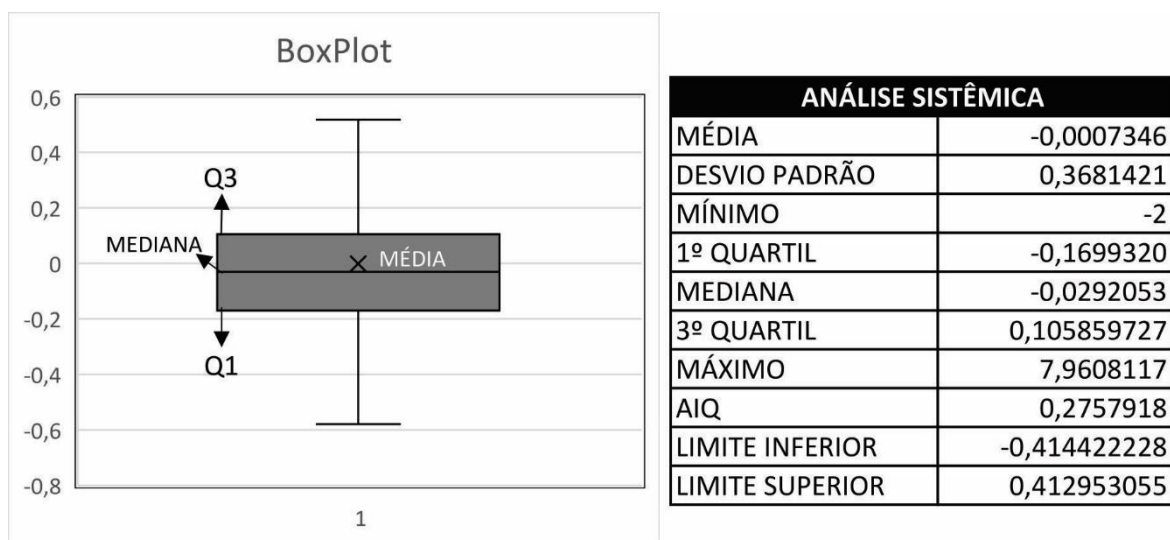 BoxPlot
0,6
0,4
0,2
0
-0,2
-0,4
-0,6
-0,8
Q3
MEDIANA
MÉDIA
Q1
1
ANÁLISE SISTÊMICA
MÉDIA -0,0007346
DESVIO PADRÃO 0,3681421
MÍNIMO -2
1º QUARTIL -0,1699320
MEDIANA -0,0292053
3º QUARTIL 0,105859727
MÁXIMO 7,9608117
AIQ 0,2757918
LIMITE INFERIOR -0,414422228
LIMITE SUPERIOR 0,412953055